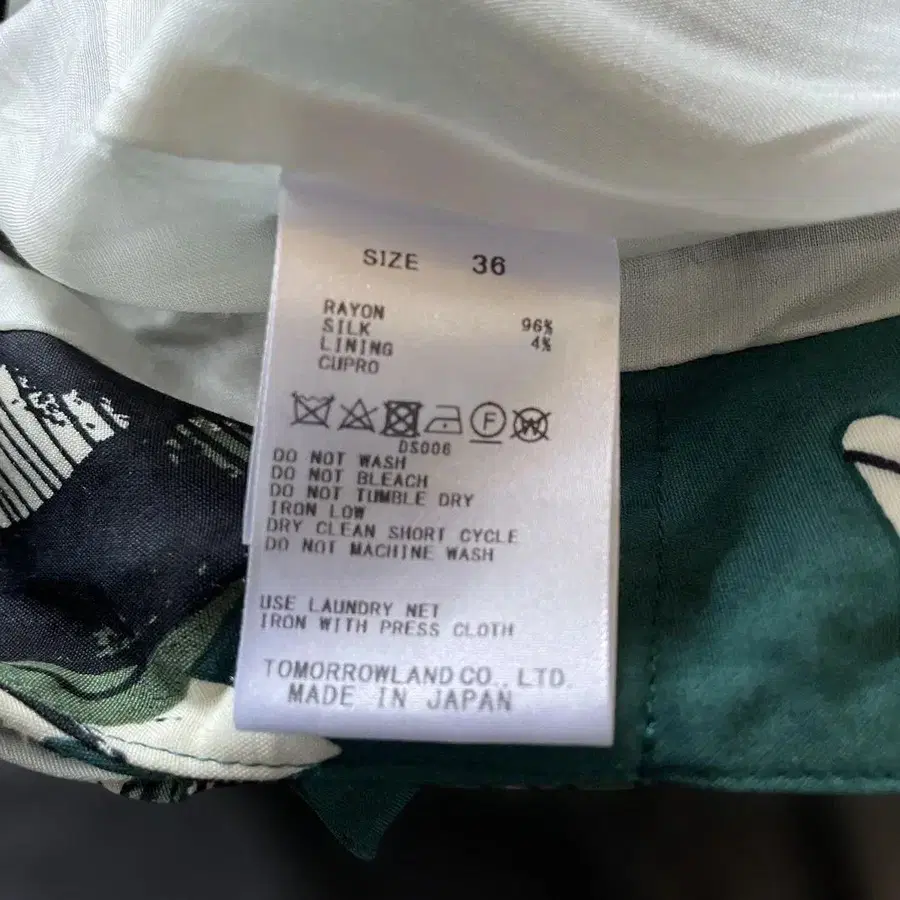 SIZE 36
RAYON 96%
SILK 4%
LINING
CUPRO
F W
DS006
DO NOT WASH
DO NOT BLEACH
DO NOT TUMBLE DRY
IRON LOW
DRY CLEAN SHORT CYCLE
DO NOT MACHINE WASH
USE LAUNDRY NET
IRON WITH PRESS CLOTH
TOMORROWLAND CO., LTD.
MADE IN JAPAN